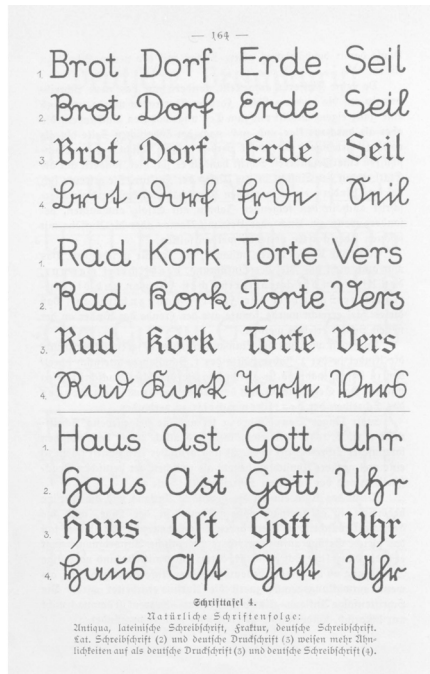 — 164 —
1. Brot Dorf Erde Seil
2. Brot Dorf Erde Seil
3. Brot Dorf Erde Seil
4. Brot Dorf Erde Seil
1. Rad Kork Torte Vers
2. Rad Kork Torte Vers
3. Rad Kork Torte Vers
4. Rad Kork Torte Vers
1. Haus Ast Gott Uhr
2. Haus Ast Gott Uhr
3. Haus Aſt Gott Uhr
4. Haus Aſt Gott Uhr
Schrifttafel 4.
Natürliche Schriftenfolge:
Antiqua, lateiniſche Schreibſchrift, Fraktur, deutſche Schreibſchrift.
Lat. Schreibſchrift (2) und deutſche Druckſchrift (3) weiſen mehr Ähn-
lichkeiten auf als deutſche Druckſchrift (3) und deutſche Schreibſchrift (4).